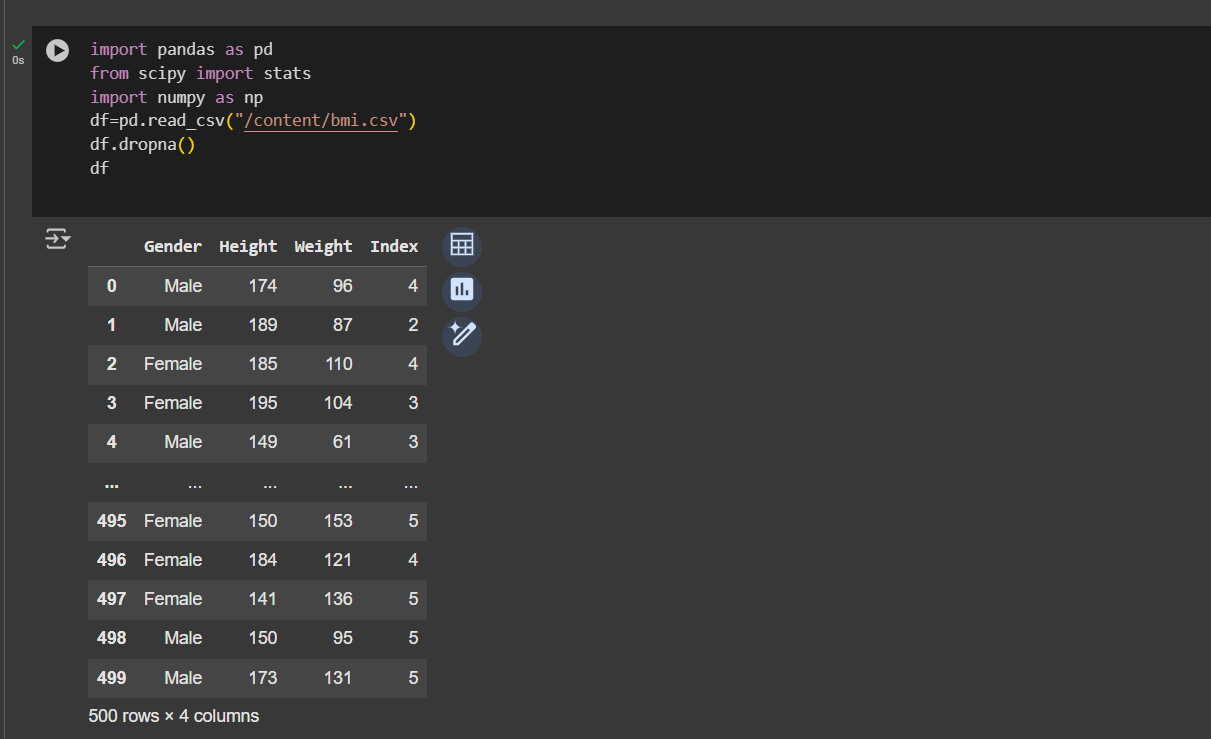 import pandas as pd
from scipy import stats
import numpy as np
df=pd.read_csv("/content/bmi.csv")
df.dropna()
df
0s
Gender Height Weight Index
0 Male 174 96 4
1 Male 189 87 2
2 Female 185 110 4
3 Female 195 104 3
4 Male 149 61 3
... ... ... ... ...
495 Female 150 153 5
496 Female 184 121 4
497 Female 141 136 5
498 Male 150 95 5
499 Male 173 131 5
500 rows × 4 columns